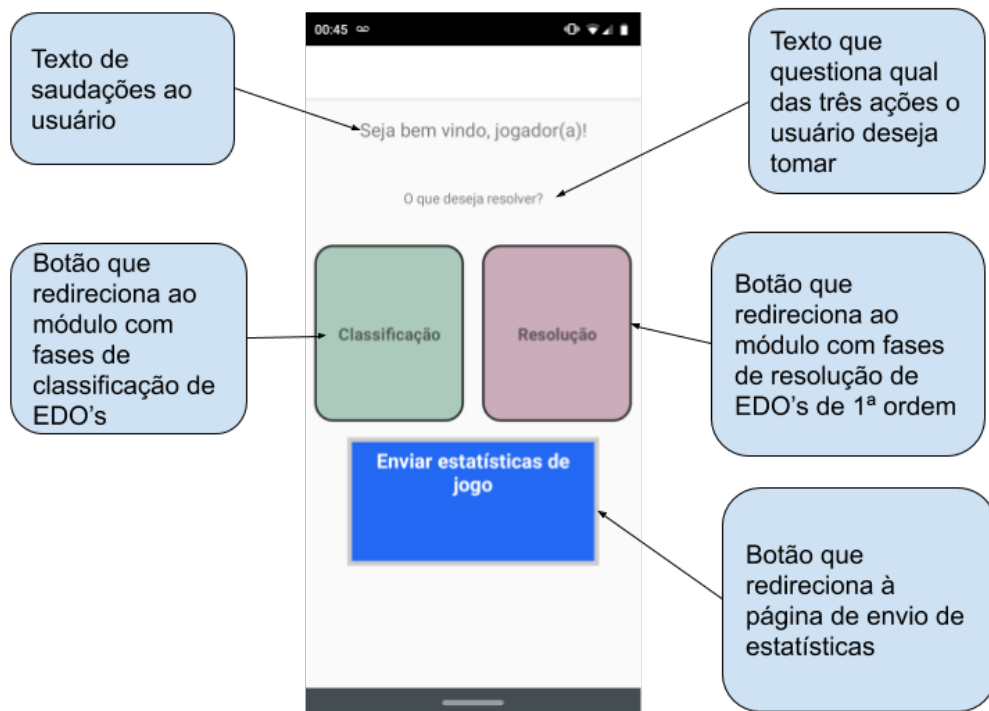 00:45
Texto de
saudações ao
usuário
Texto que
questiona qual
das três ações o
usuário deseja
tomar
Seja bem vindo, jogador(a)!
O que deseja resolver?
Botão que
redireciona ao
módulo com
fases de
classificação de
EDO's
Classificação
Resolução
Botão que
redireciona ao
módulo com fases
de resolução de
EDO's de 1ª ordem
Enviar estatísticas de
jogo
Botão que
redireciona à
página de envio de
estatísticas